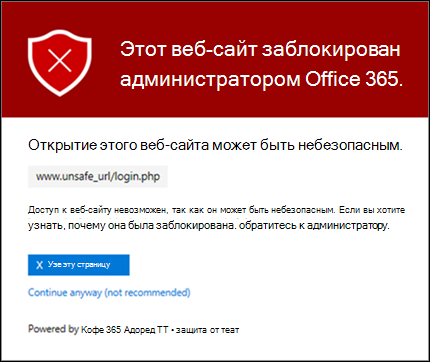 Этот веб-сайт заблокирован
администратором Office 365.
Открытие этого веб-сайта может быть небезопасным.
www.unsafe_url/login.php
Доступ к веб-сайту невозможен, так как он может быть небезопасным. Если вы хотите
узнать, почему она была заблокирована. обратитесь к администратору.
X Узе эту страницу
Continue anyway (not recommended)
Powered by Кофе 365 Адоред ТТ • защита от теат